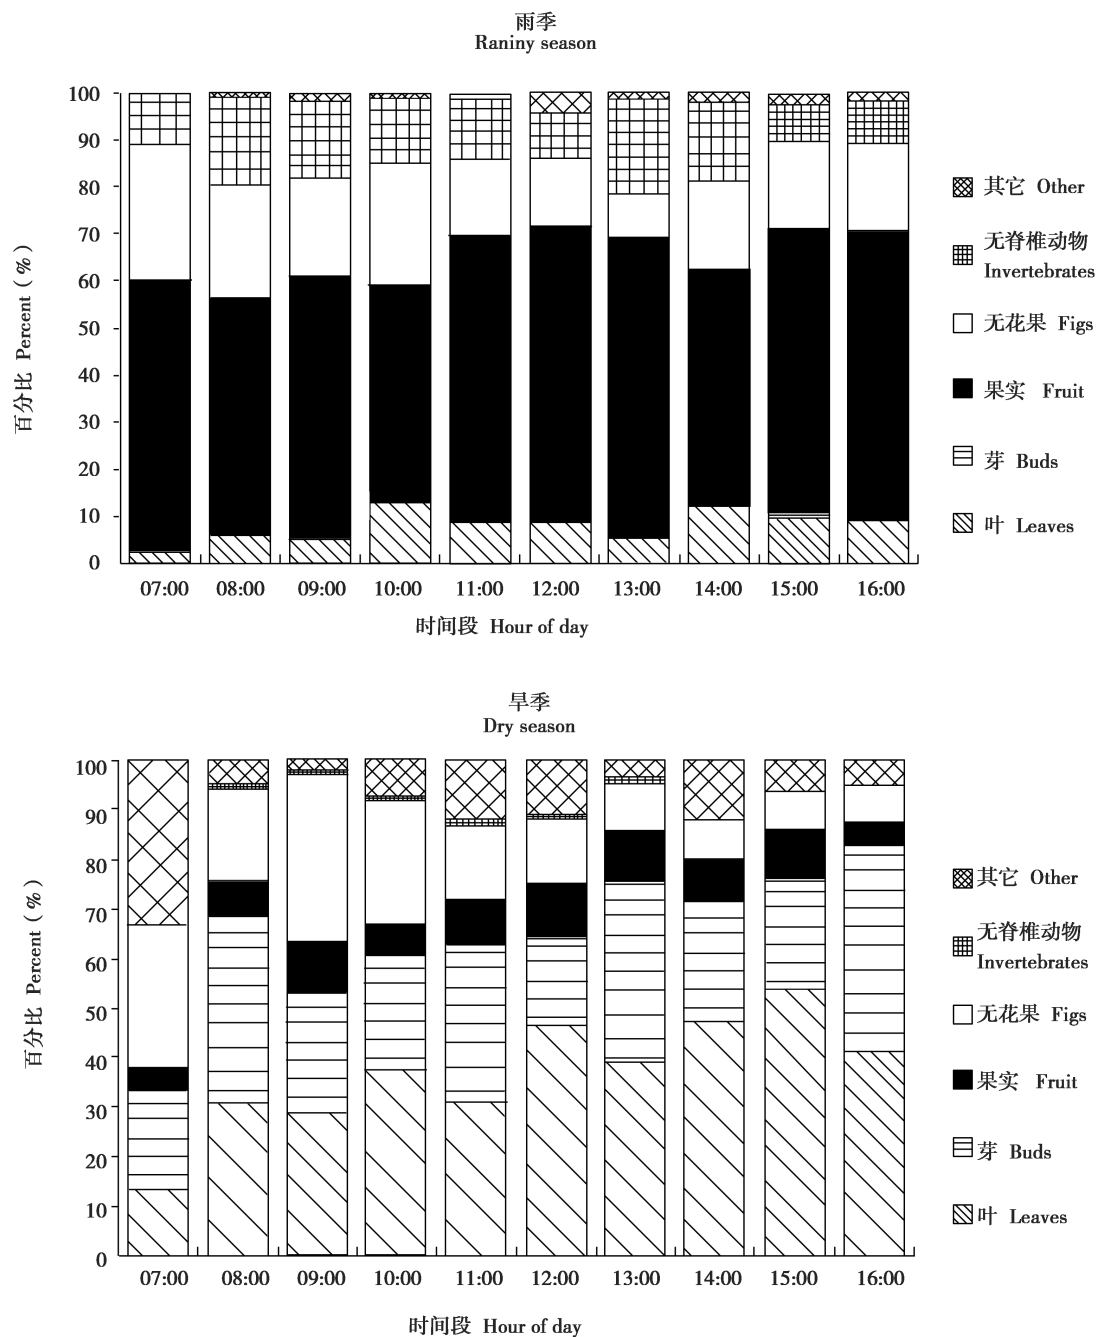 雨季
Raniny season
100
90
80
70
60
50
40
30
20
10
0
百分比 Percent (%)
07:00 08:00 09:00 10:00 11:00 12:00 13:00 14:00 15:00 16:00
时间段 Hour of day
其它 Other
无脊椎动物
Invertebrates
无花果 Figs
果实 Fruit
芽 Buds
叶 Leaves
旱季
Dry season
100
90
80
70
60
50
40
30
20
10
0
百分比 Percent (%)
07:00 08:00 09:00 10:00 11:00 12:00 13:00 14:00 15:00 16:00
时间段 Hour of day
其它 Other
无脊椎动物
Invertebrates
无花果 Figs
果实 Fruit
芽 Buds
叶 Leaves